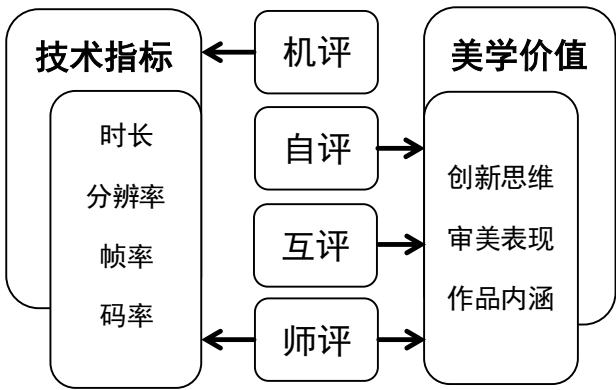 技术指标
时长
分辨率
帧率
码率
机评
自评
互评
师评
美学价值
创新思维
审美表现
作品内涵